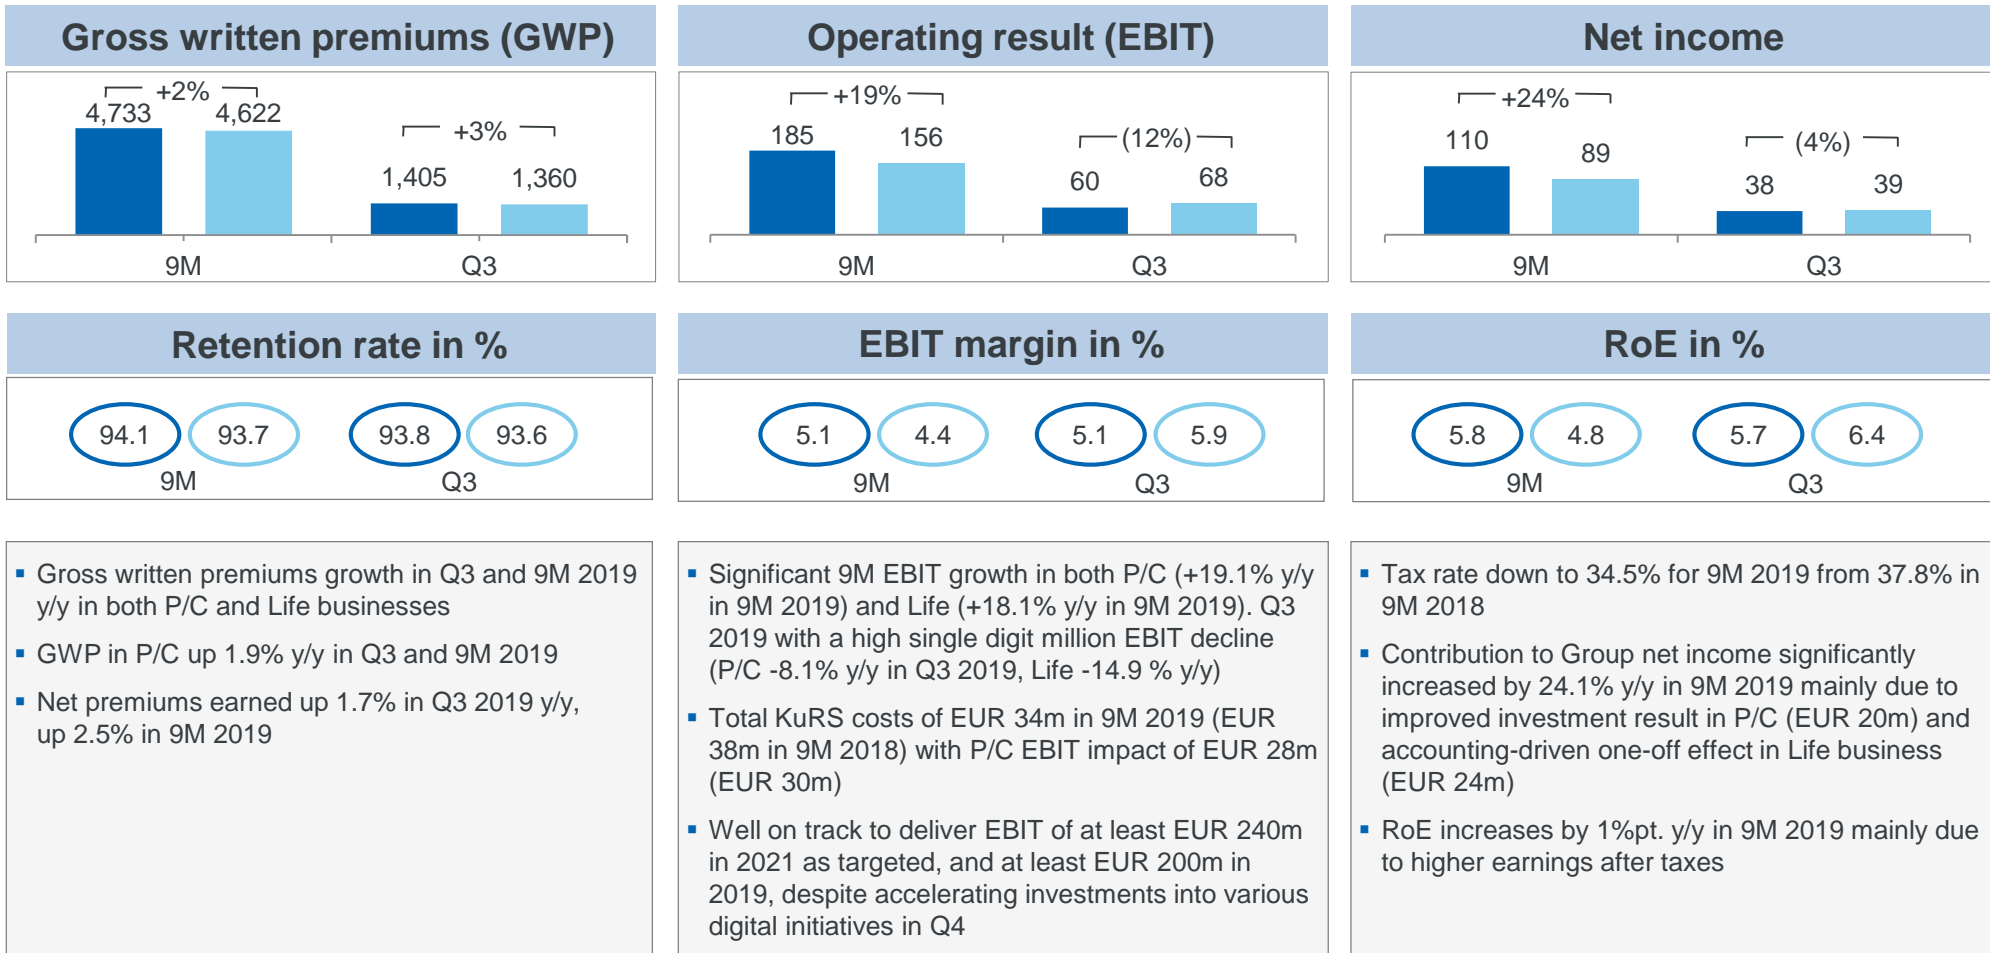 Gross written premiums (GWP)
+2%
4,733
4,622
+3%
1,405
1,360
9M
Q3
Operating result (EBIT)
+19%
185
156
(12%)
60
68
9M
Q3
Net income
+24%
110
89
(4%)
38
39
9M
Q3
Retention rate in %
94.1
93.7
93.8
93.6
9M
Q3
EBIT margin in %
5.1
4.4
5.1
5.9
9M
Q3
RoE in %
5.8
4.8
5.7
6.4
9M
Q3
▪ Gross written premiums growth in Q3 and 9M 2019
y/y in both P/C and Life businesses
▪ GWP in P/C up 1.9% y/y in Q3 and 9M 2019
▪ Net premiums earned up 1.7% in Q3 2019 y/y,
up 2.5% in 9M 2019
▪ Significant 9M EBIT growth in both P/C (+19.1% y/y
in 9M 2019) and Life (+18.1% y/y in 9M 2019). Q3
2019 with a high single digit million EBIT decline
(P/C -8.1% y/y in Q3 2019, Life -14.9 % y/y)
▪ Total KuRS costs of EUR 34m in 9M 2019 (EUR
38m in 9M 2018) with P/C EBIT impact of EUR 28m
(EUR 30m)
▪ Well on track to deliver EBIT of at least EUR 240m
in 2021 as targeted, and at least EUR 200m in
2019, despite accelerating investments into various
digital initiatives in Q4
▪ Tax rate down to 34.5% for 9M 2019 from 37.8% in
9M 2018
▪ Contribution to Group net income significantly
increased by 24.1% y/y in 9M 2019 mainly due to
improved investment result in P/C (EUR 20m) and
accounting-driven one-off effect in Life business
(EUR 24m)
▪ RoE increases by 1%pt. y/y in 9M 2019 mainly due
to higher earnings after taxes